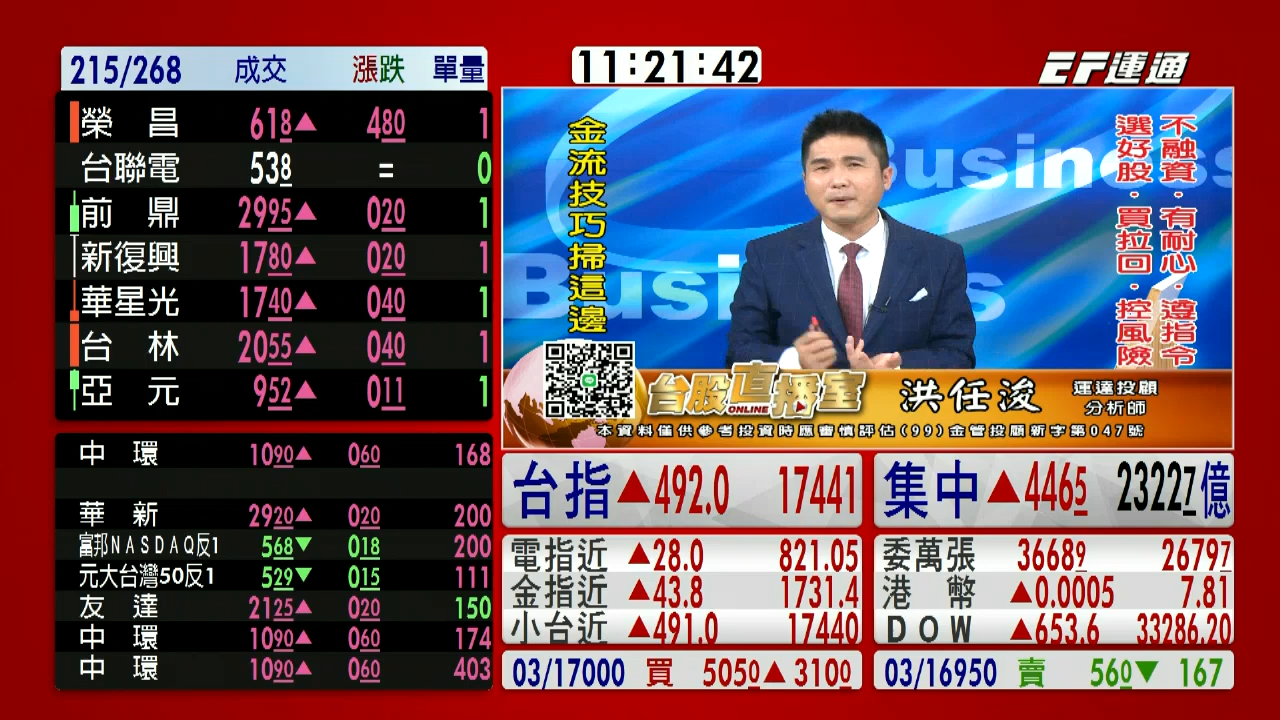 215/268 成交 漲跌 單量
榮昌 618▲ 480 1
台聯電 538 = 0
前鼎 2995▲ 020 1
新復興 1780▲ 020 1
華星光 1740▲ 040 1
台林 2055▲ 040 1
亞元 952▲ 011 1
中環 1090▲ 060 168
華新 2920▲ 020 200
富邦NASDAQ反1 568▼ 018 200
元大台灣50反1 529▼ 015 111
友達 2125▲ 020 150
中環 1090▲ 060 174
中環 1090▲ 060 403
11:21:42
EF運通
金流技巧掃這邊
Business
Business
不融資·有耐心·遵指令
選好股·買拉回·控風險
台股直播室
ONLINE
洪任浚
運達投顧
分析師
本資料僅供參考投資時應審慎評估(99)金管投顧新字第047號
台指▲492.0 17441
集中▲4465 23227億
電指近 ▲28.0 821.05
金指近 ▲43.8 1731.4
小台近 ▲491.0 17440
委萬張 36689 26797
港幣 ▲0.0005 7.81
DOW ▲653.6 33286.20
03/17000 買 5050▲3100
03/16950 賣 560▼ 167